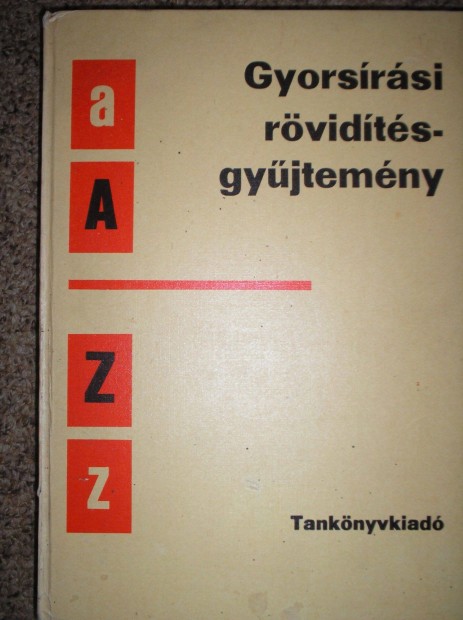 a
A
Z
z
Gyorsírási
rövidítés-
gyűjtemény
Tankönyvkiadó